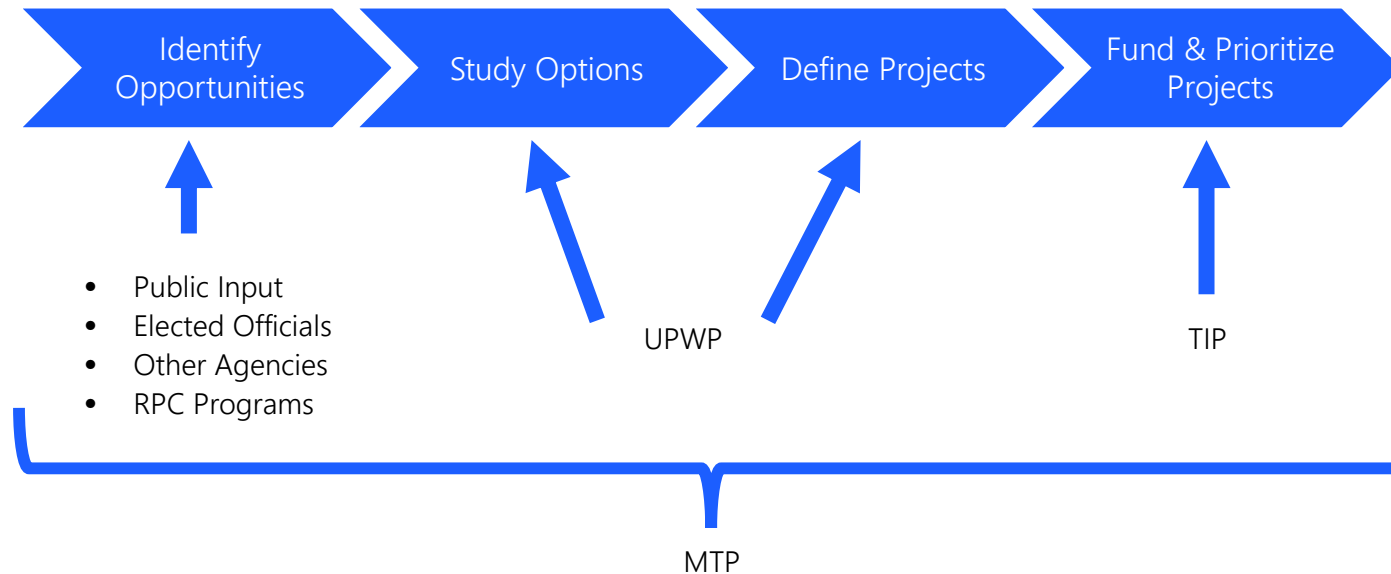 Identify
Opportunities
Study Options
Define Projects
Fund & Prioritize
Projects
• Public Input
• Elected Officials
• Other Agencies
• RPC Programs
UPWP
TIP
MTP